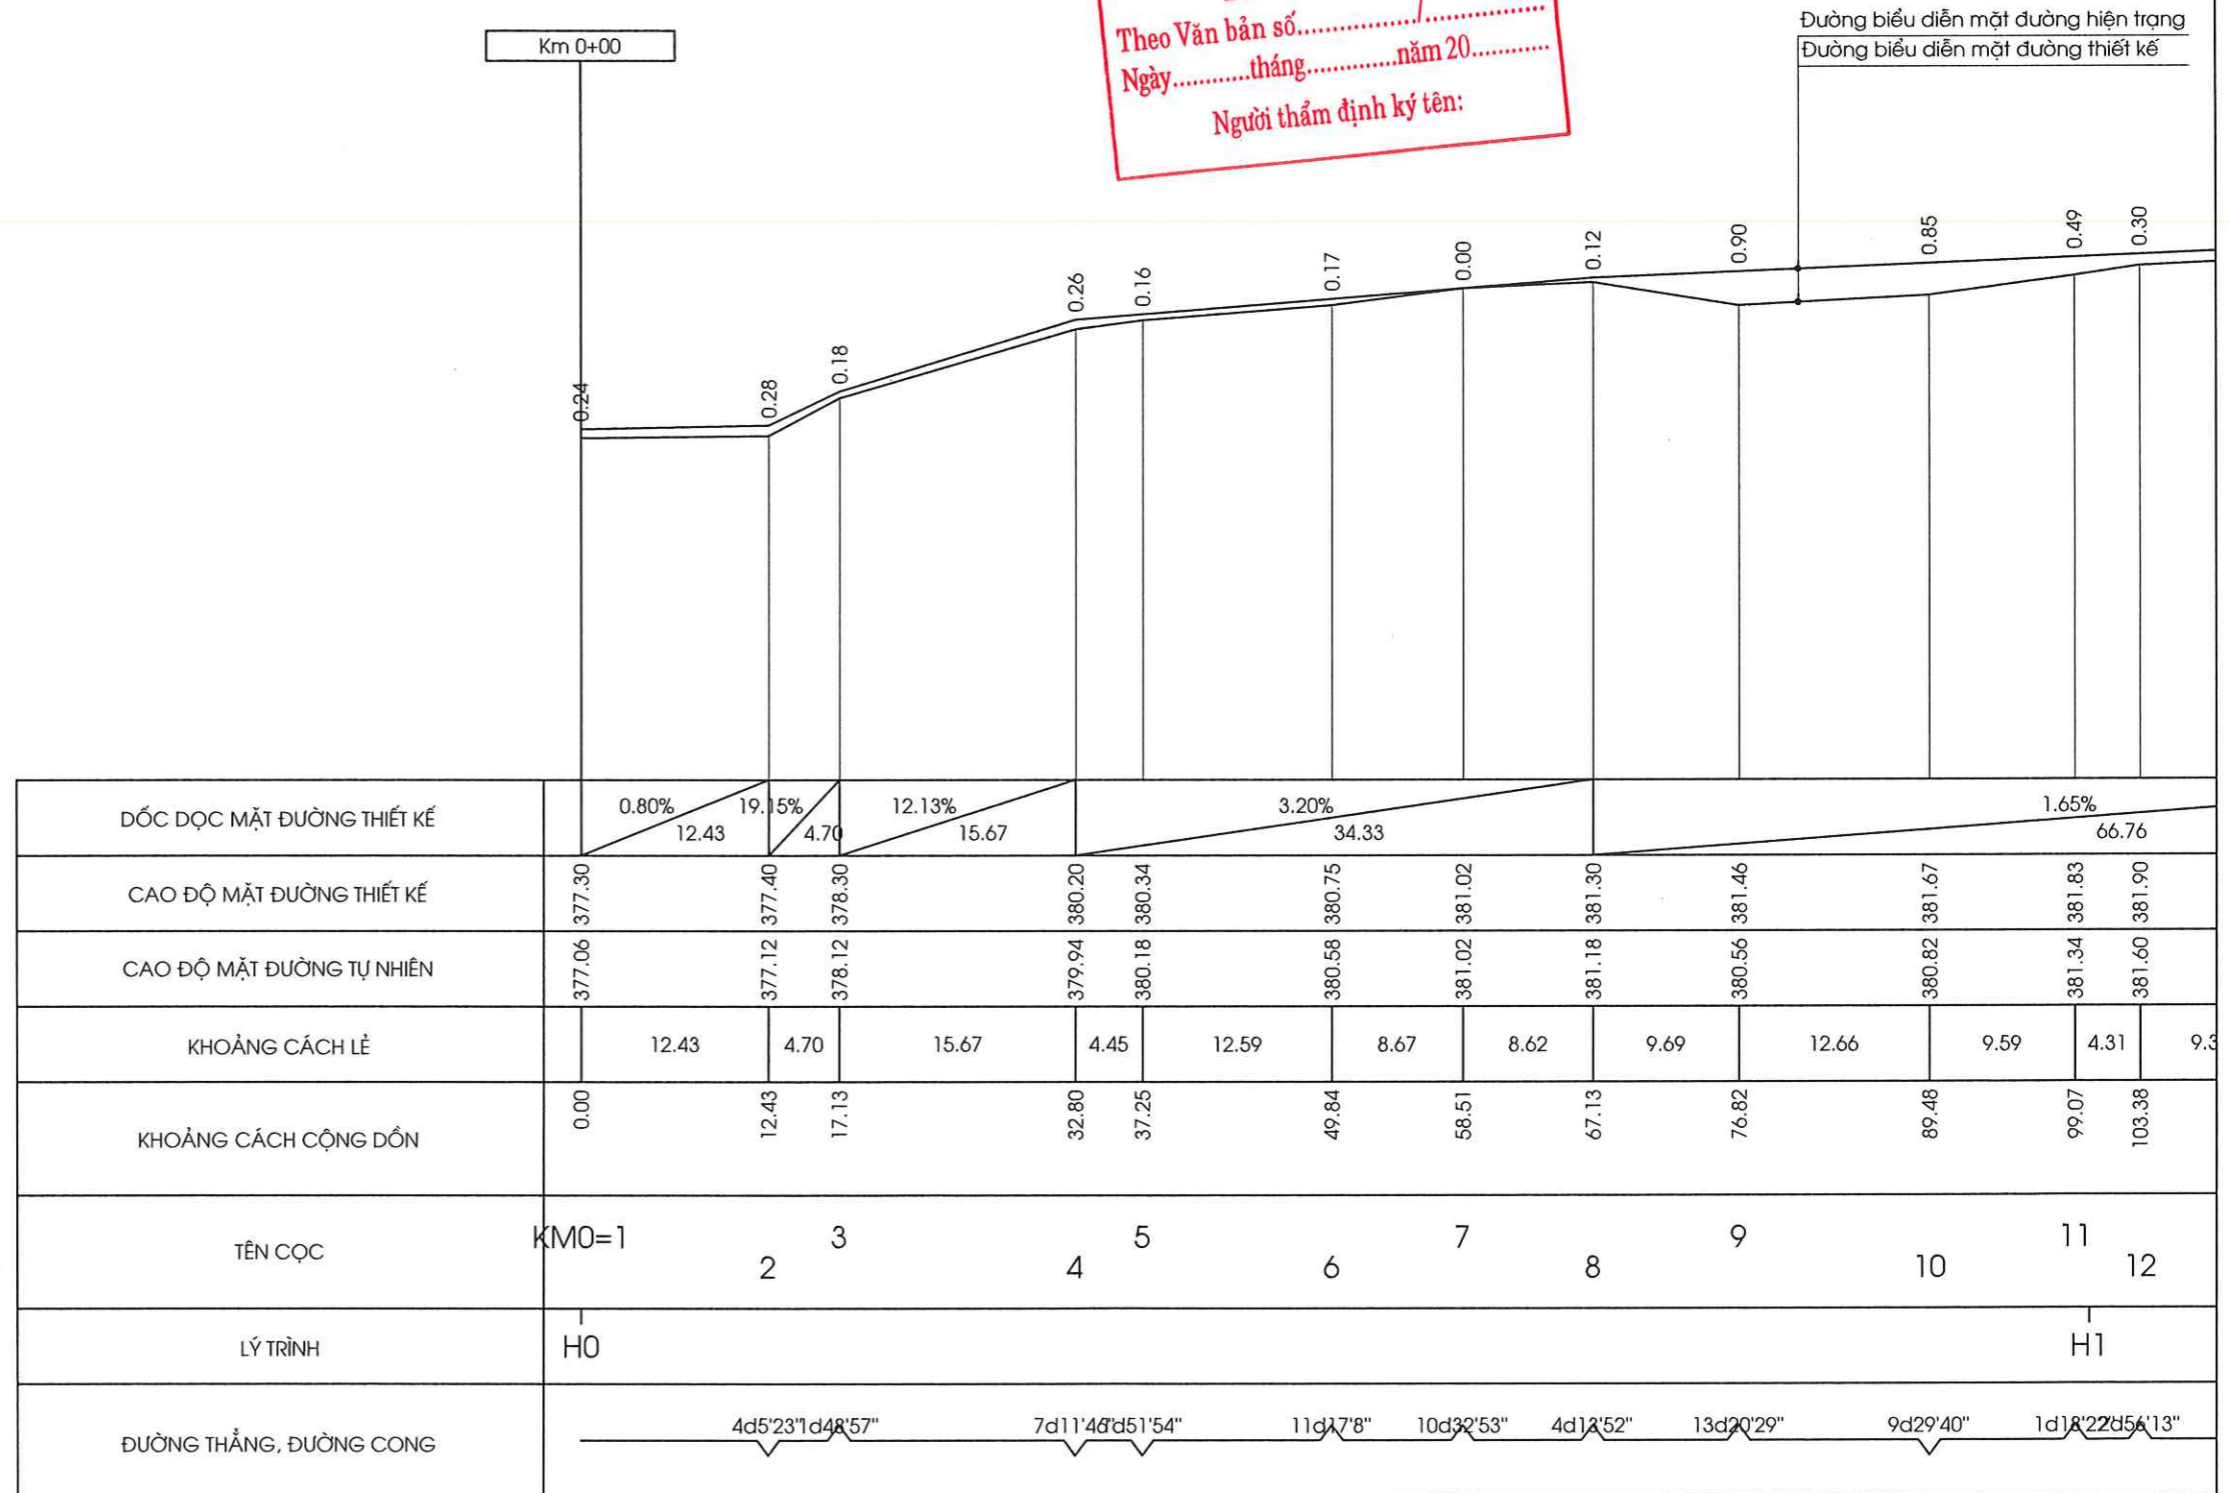 Km 0+00
Theo Văn bản số................/.................
Ngày............tháng..............năm 20............
Người thẩm định ký tên:
Đường biểu diễn mặt đường hiện trạng
Đường biểu diễn mặt đường thiết kế
0.24 0.28 0.18 0.26 0.16 0.17 0.00 0.12 0.90 0.85 0.49 0.30
DỐC DỌC MẶT ĐƯỜNG THIẾT KẾ
0.80% 19.15% 12.13% 3.20% 1.65%
12.43 4.70 15.67 34.33 66.76
CAO ĐỘ MẶT ĐƯỜNG THIẾT KẾ
377.30 377.40 378.30 380.20 380.34 380.75 381.02 381.30 381.46 381.67 381.83 381.90
CAO ĐỘ MẶT ĐƯỜNG TỰ NHIÊN
377.06 377.12 378.12 379.94 380.18 380.58 381.02 381.18 380.56 380.82 381.34 381.60
KHOẢNG CÁCH LẺ
12.43 4.70 15.67 4.45 12.59 8.67 8.62 9.69 12.66 9.59 4.31
KHOẢNG CÁCH CỘNG DỒN
0.00 12.43 17.13 32.80 37.25 49.84 58.51 67.13 76.82 89.48 99.07 103.38
TÊN CỌC
KM0=1 2 3 4 5 6 7 8 9 10 11 12
LÝ TRÌNH
H0 H1
ĐƯỜNG THẲNG, ĐƯỜNG CONG
4d5'23" 1d48'57" 11d17'8" 10d32'53" 4d13'52" 13d20'29" 9d29'40"